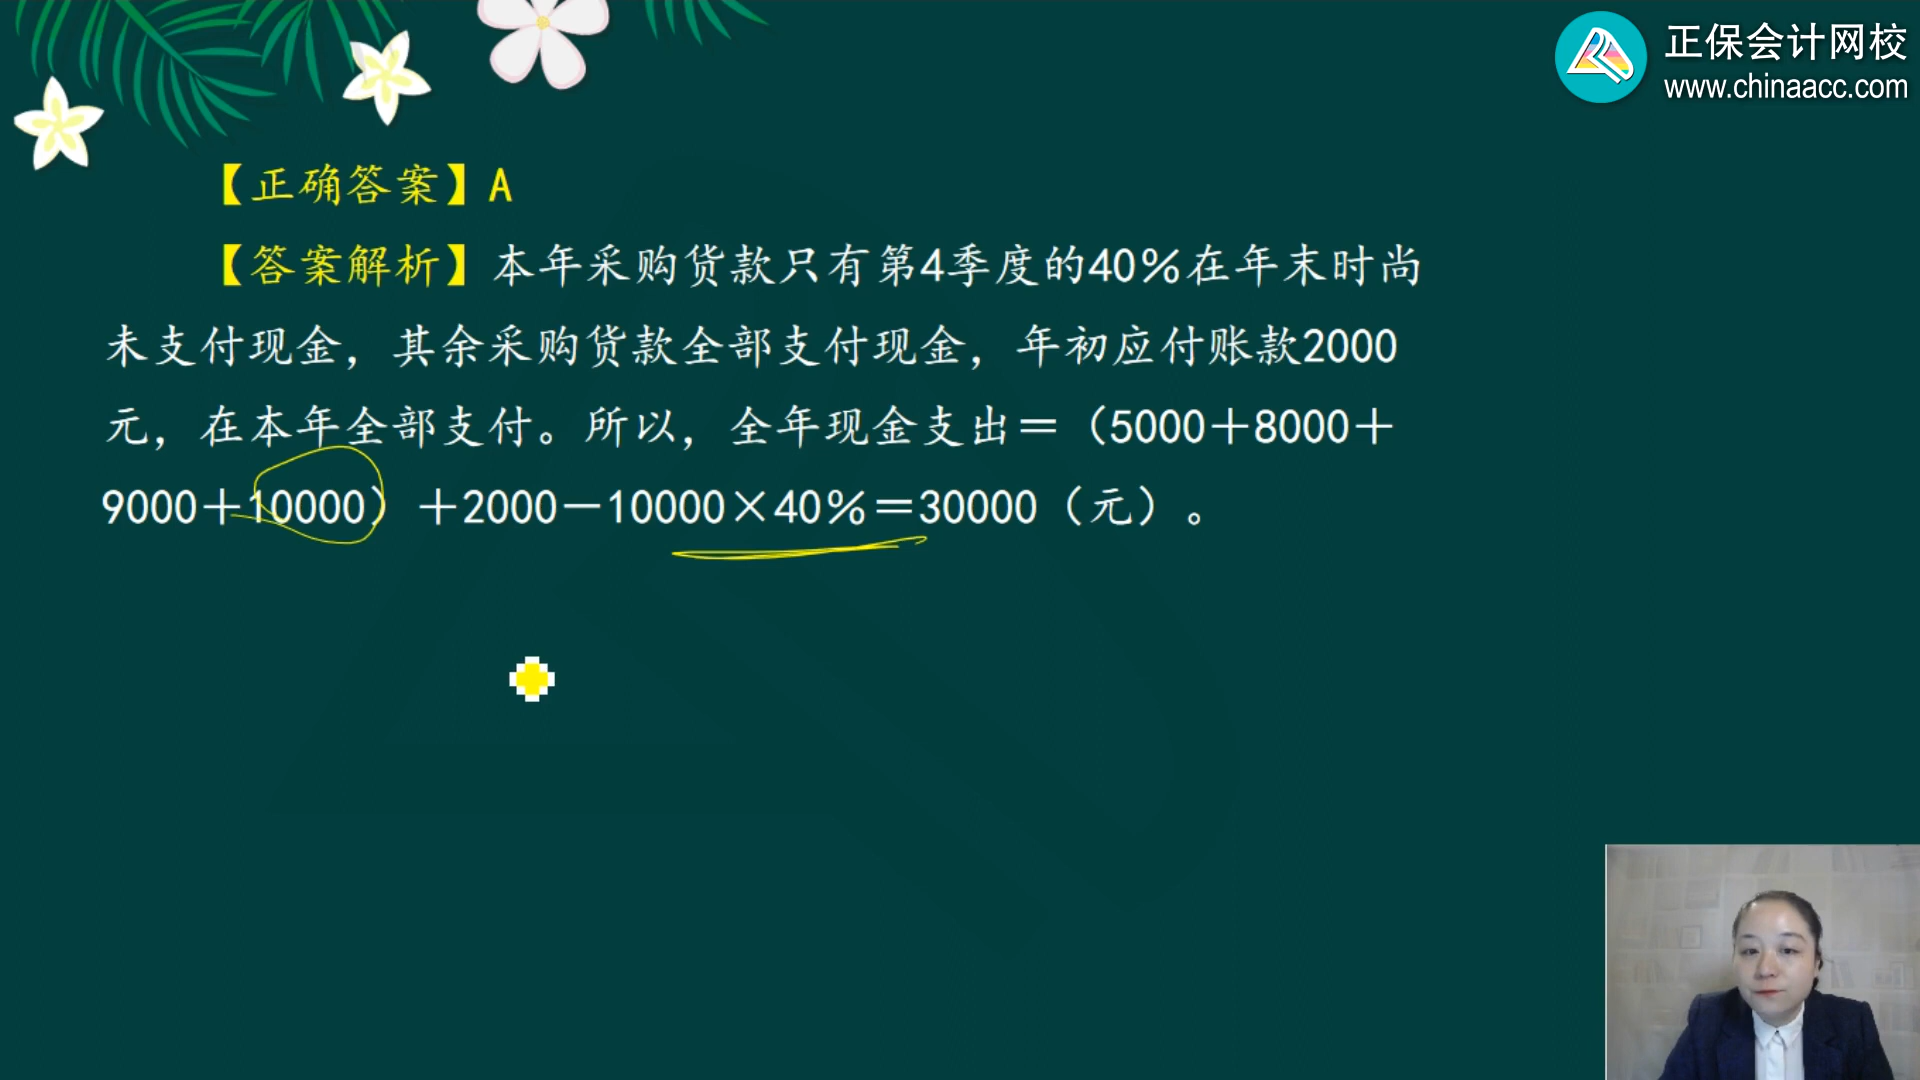 正保会计网校
www.chinaacc.com
【正确答案】A
【答案解析】本年采购货款只有第4季度的40%在年末时尚
未支付现金，其余采购货款全部支付现金，年初应付账款2000
元，在本年全部支付。所以，全年现金支出＝（5000＋8000＋
9000＋10000）＋2000－10000×40%＝30000（元）。